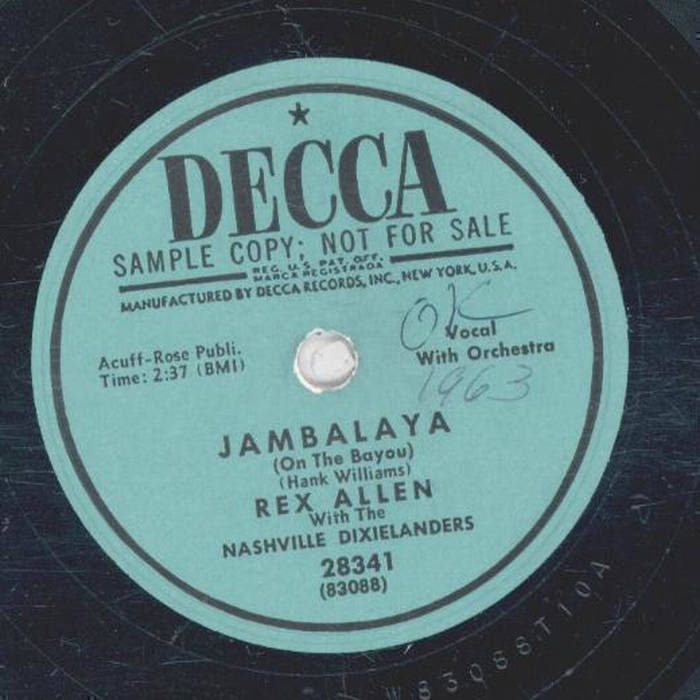 DECCA
SAMPLE COPY; NOT FOR SALE
REG. U.S. PAT. OFF.
MARCA REGISTRADA
MANUFACTURED BY DECCA RECORDS, INC., NEW YORK, U.S.A.
OK
Vocal
With Orchestra
1963
Acuff-Rose Publi.
Time: 2:37 (BMI)
JAMBALAYA
(On The Bayou)
(Hank Williams)
REX ALLEN
With The
NASHVILLE DIXIELANDERS
28341
(83088)
W83088T10A